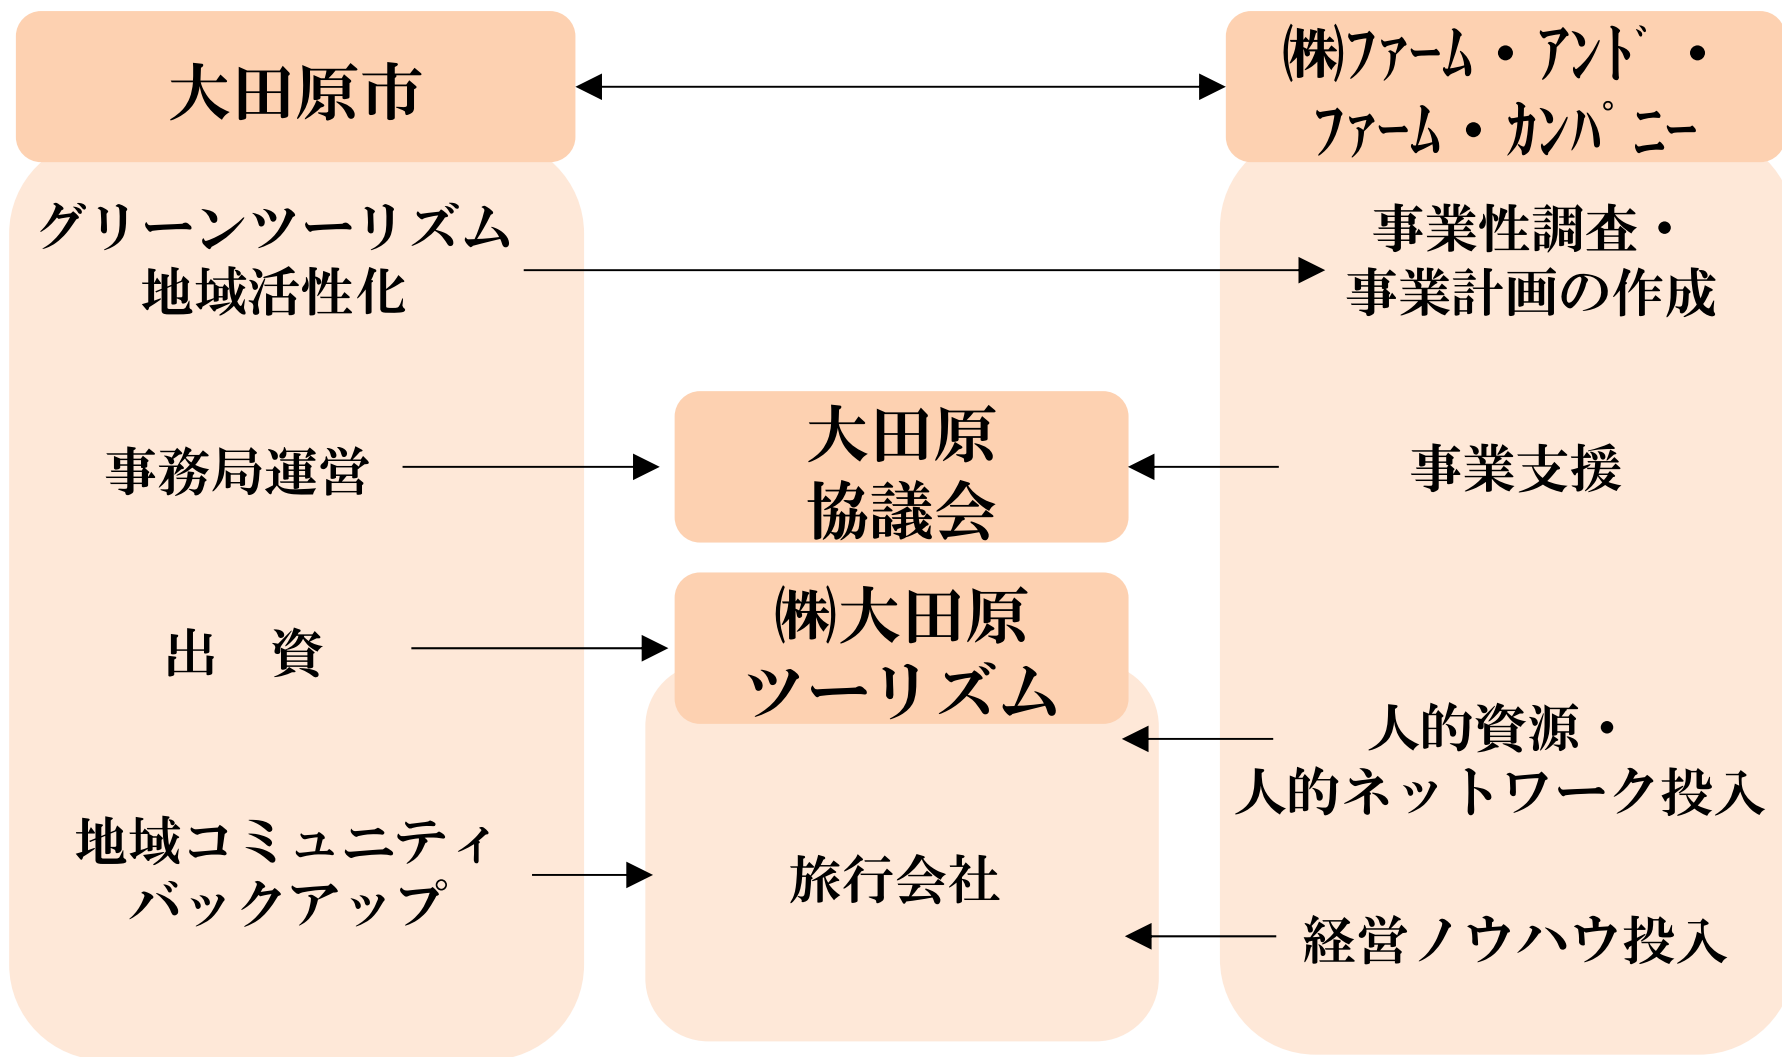 大田原市
㈱ﾌｧｰﾑ・ｱﾝﾄﾞ・
ﾌｧｰﾑ・ｶﾝﾊﾟﾆｰ
グリーンツーリズム
地域活性化
事業性調査・
事業計画の作成
事務局運営
大田原
協議会
事業支援
出　資
㈱大田原
ツーリズム
人的資源・
人的ネットワーク投入
地域コミュニティ
バックアップ
旅行会社
経営ノウハウ投入